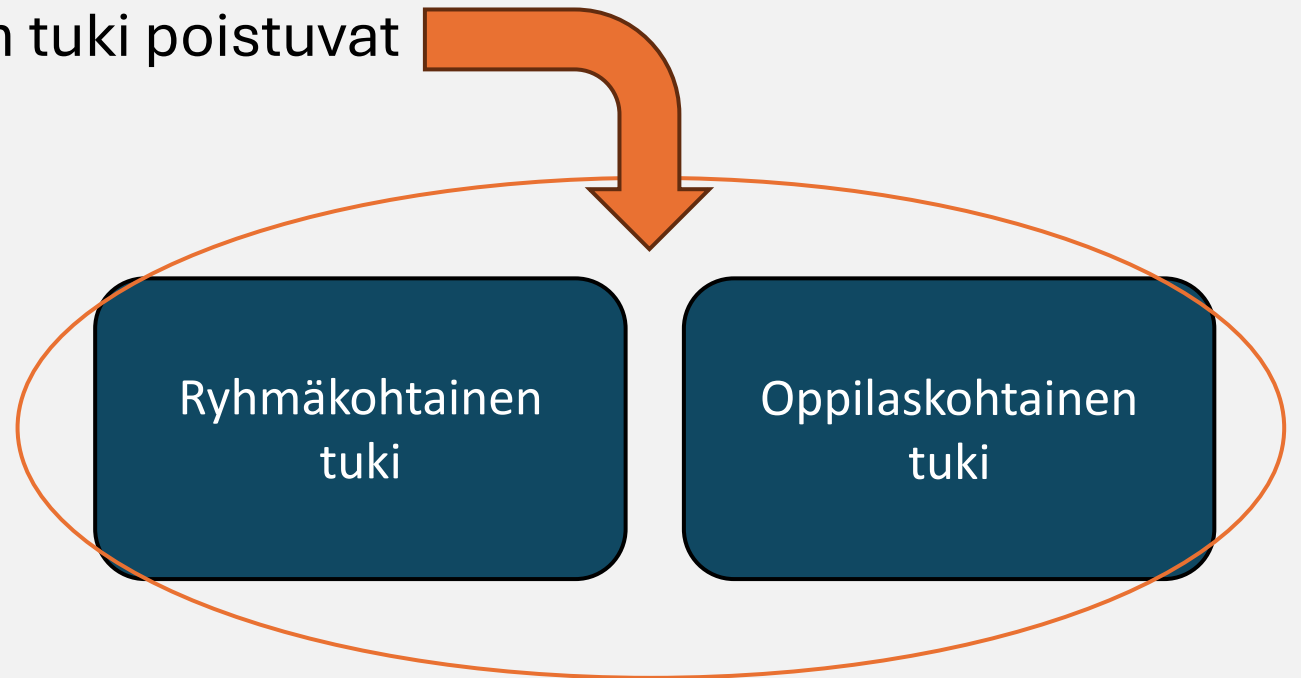 n tuki poistuvat
Ryhmäkohtainen
tuki
Oppilaskohtainen
tuki